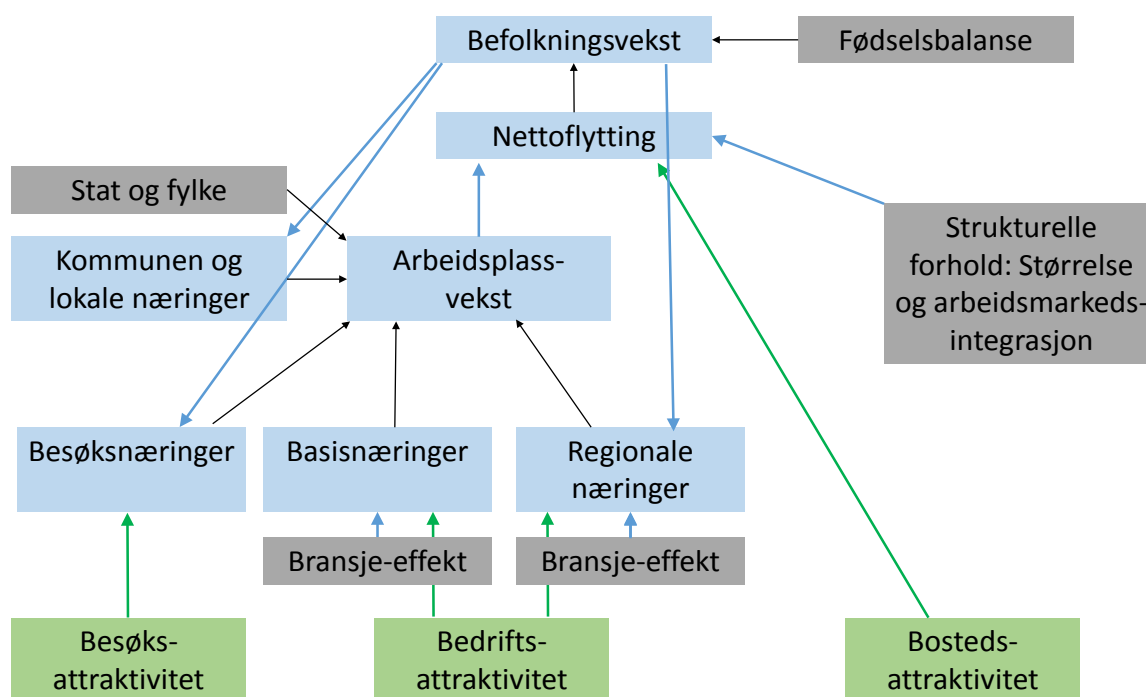 Befolkningsvekst
Fødselsbalanse
Nettoflytting
Stat og fylke
Kommunen og
lokale næringer
Arbeidsplass-
vekst
Strukturelle
forhold: Størrelse
og arbeidsmarkeds-
integrasjon
Besøksnæringer
Basisnæringer
Regionale
næringer
Bransje-effekt
Bransje-effekt
Besøks-
attraktivitet
Bedrifts-
attraktivitet
Bosteds-
attraktivitet